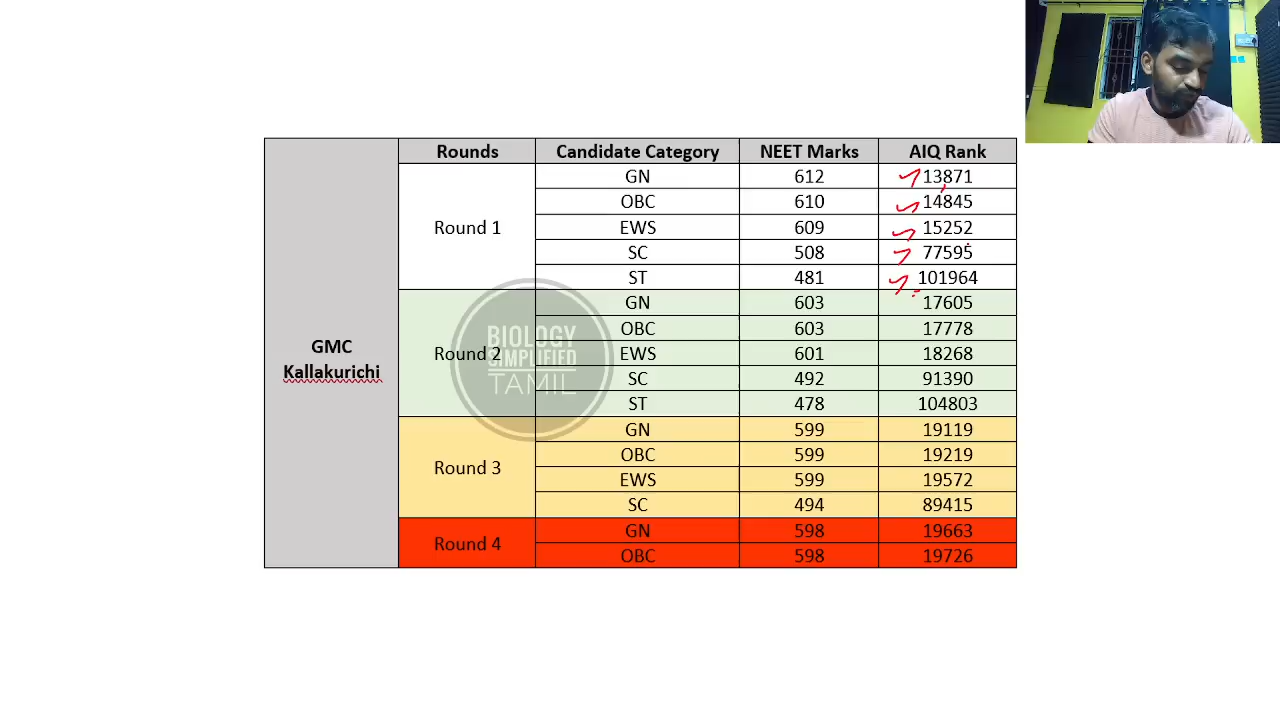 Rounds Candidate Category NEET Marks AIQ Rank
GMC Kallakurichi
Round 1
GN 612 13871
OBC 610 14845
EWS 609 15252
SC 508 77595
ST 481 101964
Round 2
GN 603 17605
OBC 603 17778
EWS 601 18268
SC 492 91390
ST 478 104803
Round 3
GN 599 19119
OBC 599 19219
EWS 599 19572
SC 494 89415
Round 4
GN 598 19663
OBC 598 19726
BIOLOGY
SIMPLIFIED
TAMIL